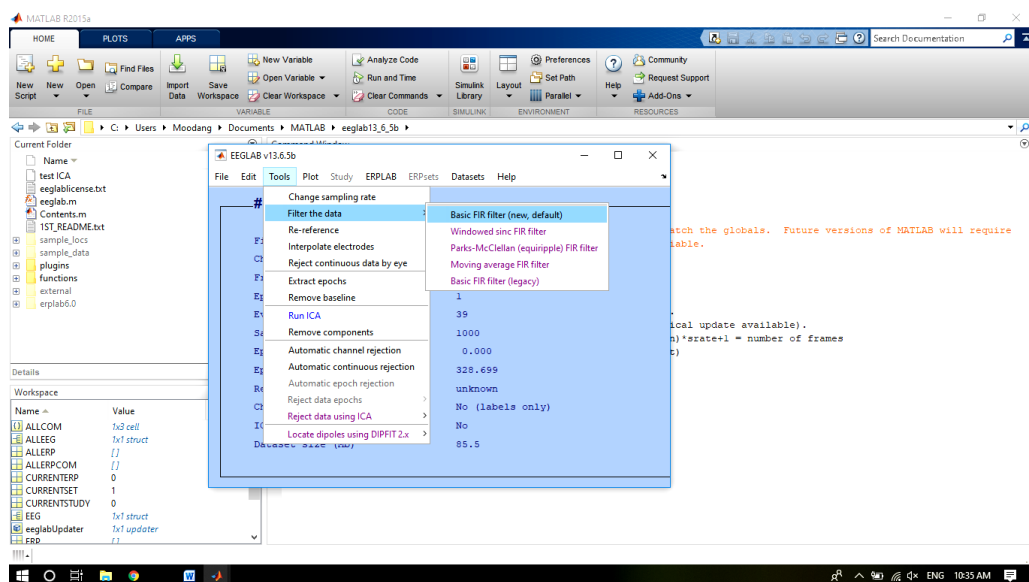 MATLAB R2015a
HOME PLOTS APPS
Search Documentation
New Script
New
Open
Find Files
Compare
Import Data
Save Workspace
New Variable
Open Variable
Clear Workspace
Analyze Code
Run and Time
Clear Commands
Simulink Library
Layout
Preferences
Set Path
Parallel
Help
Community
Request Support
Add-Ons
FILE VARIABLE CODE SIMULINK ENVIRONMENT RESOURCES
C: Users Moodang Documents MATLAB eeglab13_6_5b
Current Folder
Name
test ICA
eeglablicense.txt
eeglab.m
Contents.m
1ST_README.txt
sample_locs
sample_data
plugins
functions
external
erplab6.0
Details
Workspace
Name Value
ALLCOM 1x3 cell
ALLEEG 1x1 struct
ALLERP []
ALLERPCOM []
CURRENTERP 0
CURRENTSET 1
CURRENTSTUDY 0
EEG 1x1 struct
eeglabUpdater 1x1 updater
ERP []
Command Window
EEGLAB v13.6.5b
File Edit Tools Plot Study ERPLAB ERPsets Datasets Help
#
Change sampling rate
Filter the data
Re-reference
Interpolate electrodes
Reject continuous data by eye
Extract epochs
Remove baseline
Run ICA
Remove components
Automatic channel rejection
Automatic continuous rejection
Automatic epoch rejection
Reject data epochs
Reject data using ICA
Locate dipoles using DIPFIT 2.x
Basic FIR filter (new, default)
Windowed sinc FIR filter
Parks-McClellan (equiripple) FIR filter
Moving average FIR filter
Basic FIR filter (legacy)
1
39
1000
0.000
328.699
unknown
No (labels only)
No
Dataset size (Mb) 85.5
atch the globals. Future versions of MATLAB will require
iable.
ical update available).
n)*srate+1 = number of frames
t)
ENG 10:35 AM